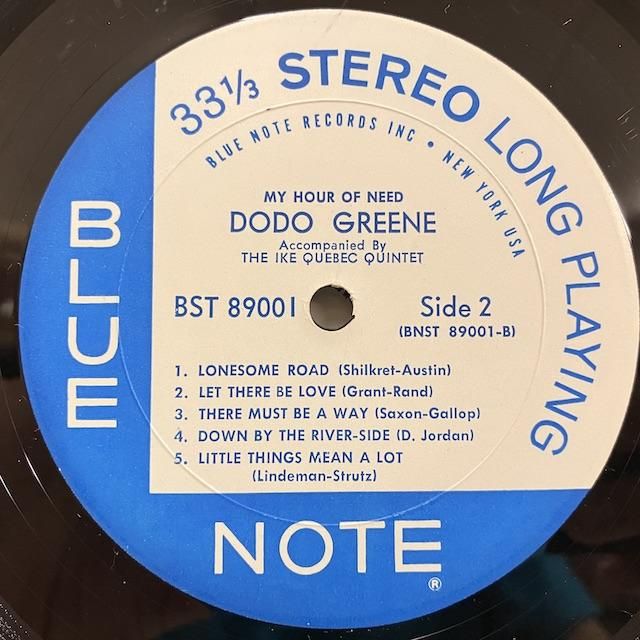 33⅓ STEREO LONG PLAYING
BLUE NOTE RECORDS INC • NEW YORK USA
MY HOUR OF NEED
DODO GREENE
Accompanied By
THE IKE QUEBEC QUINTET
BST 89001 Side 2
(BNST 89001-B)
1. LONESOME ROAD (Shilkret-Austin)
2. LET THERE BE LOVE (Grant-Rand)
3. THERE MUST BE A WAY (Saxon-Gallop)
4. DOWN BY THE RIVER-SIDE (D. Jordan)
5. LITTLE THINGS MEAN A LOT
(Lindeman-Strutz)
BLUE
NOTE
®